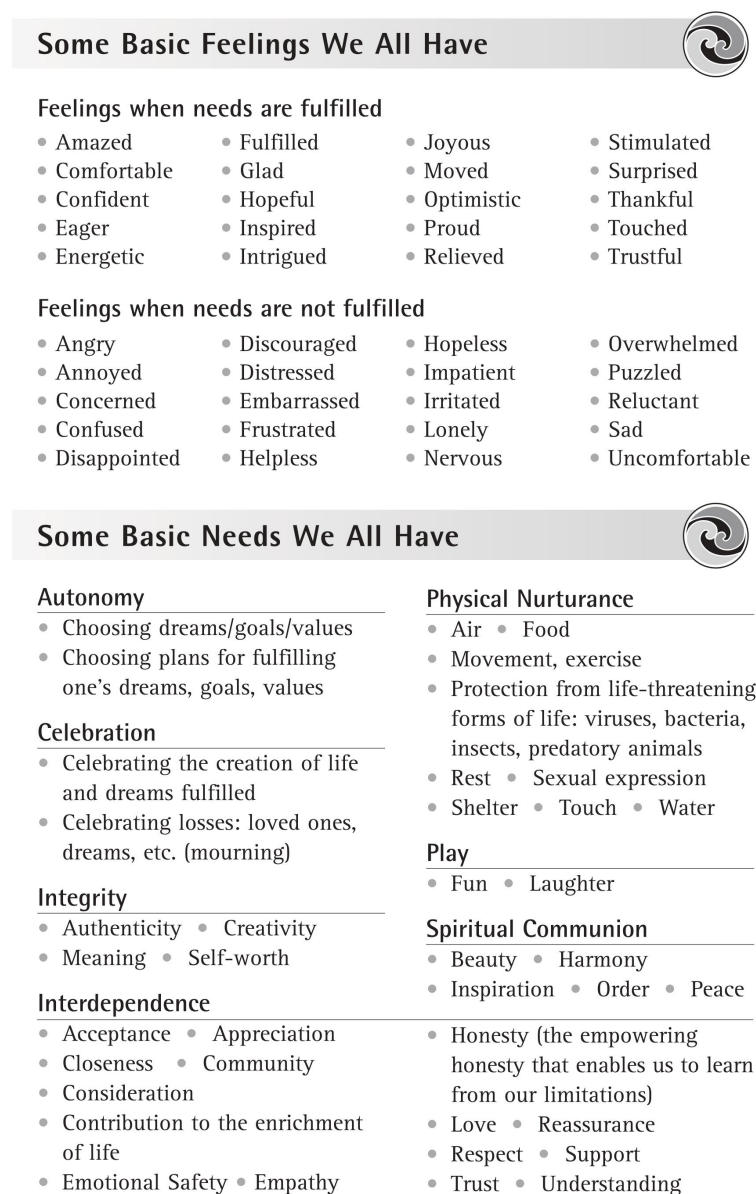 Some Basic Feelings We All Have
Feelings when needs are fulfilled
• Amazed
• Comfortable
• Confident
• Eager
• Energetic
• Fulfilled
• Glad
• Hopeful
• Inspired
• Intrigued
• Joyous
• Moved
• Optimistic
• Proud
• Relieved
• Stimulated
• Surprised
• Thankful
• Touched
• Trustful
Feelings when needs are not fulfilled
• Angry
• Annoyed
• Concerned
• Confused
• Disappointed
• Discouraged
• Distressed
• Embarrassed
• Frustrated
• Helpless
• Hopeless
• Impatient
• Irritated
• Lonely
• Nervous
• Overwhelmed
• Puzzled
• Reluctant
• Sad
• Uncomfortable
Some Basic Needs We All Have
Autonomy
• Choosing dreams/goals/values
• Choosing plans for fulfilling
one’s dreams, goals, values
Celebration
• Celebrating the creation of life
and dreams fulfilled
• Celebrating losses: loved ones,
dreams, etc. (mourning)
Integrity
• Authenticity • Creativity
• Meaning • Self-worth
Physical Nurturance
• Air • Food
• Movement, exercise
• Protection from life-threatening
forms of life: viruses, bacteria,
insects, predatory animals
• Rest • Sexual expression
• Shelter • Touch • Water
Play
• Fun • Laughter
Spiritual Communion
• Beauty • Harmony
• Inspiration • Order • Peace
Interdependence
• Acceptance • Appreciation
• Closeness • Community
• Consideration
• Contribution to the enrichment
of life
• Emotional Safety • Empathy
• Honesty (the empowering
honesty that enables us to learn
from our limitations)
• Love • Reassurance
• Respect • Support
• Trust • Understanding